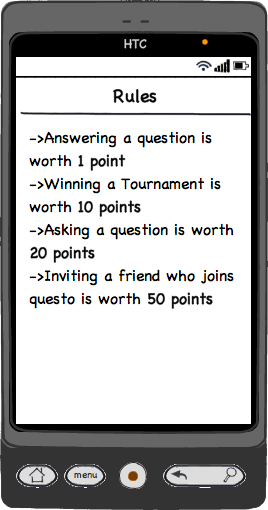 HTC
Rules
->Answering a question is
worth 1 point
->Winning a Tournament is
worth 10 points
->Asking a question is worth
20 points
->Inviting a friend who joins
questo is worth 50 points
menu